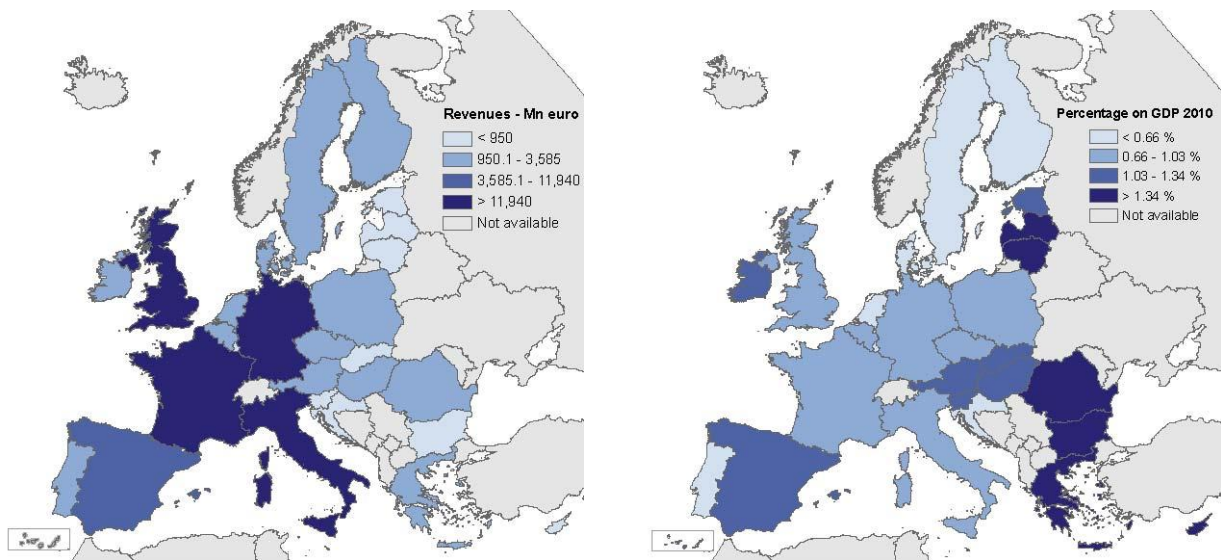 Revenues - Mn euro
< 950
950.1 - 3,585
3,585.1 - 11,940
> 11,940
Not available
Percentage on GDP 2010
< 0.66 %
0.66 - 1.03 %
1.03 - 1.34 %
> 1.34 %
Not available